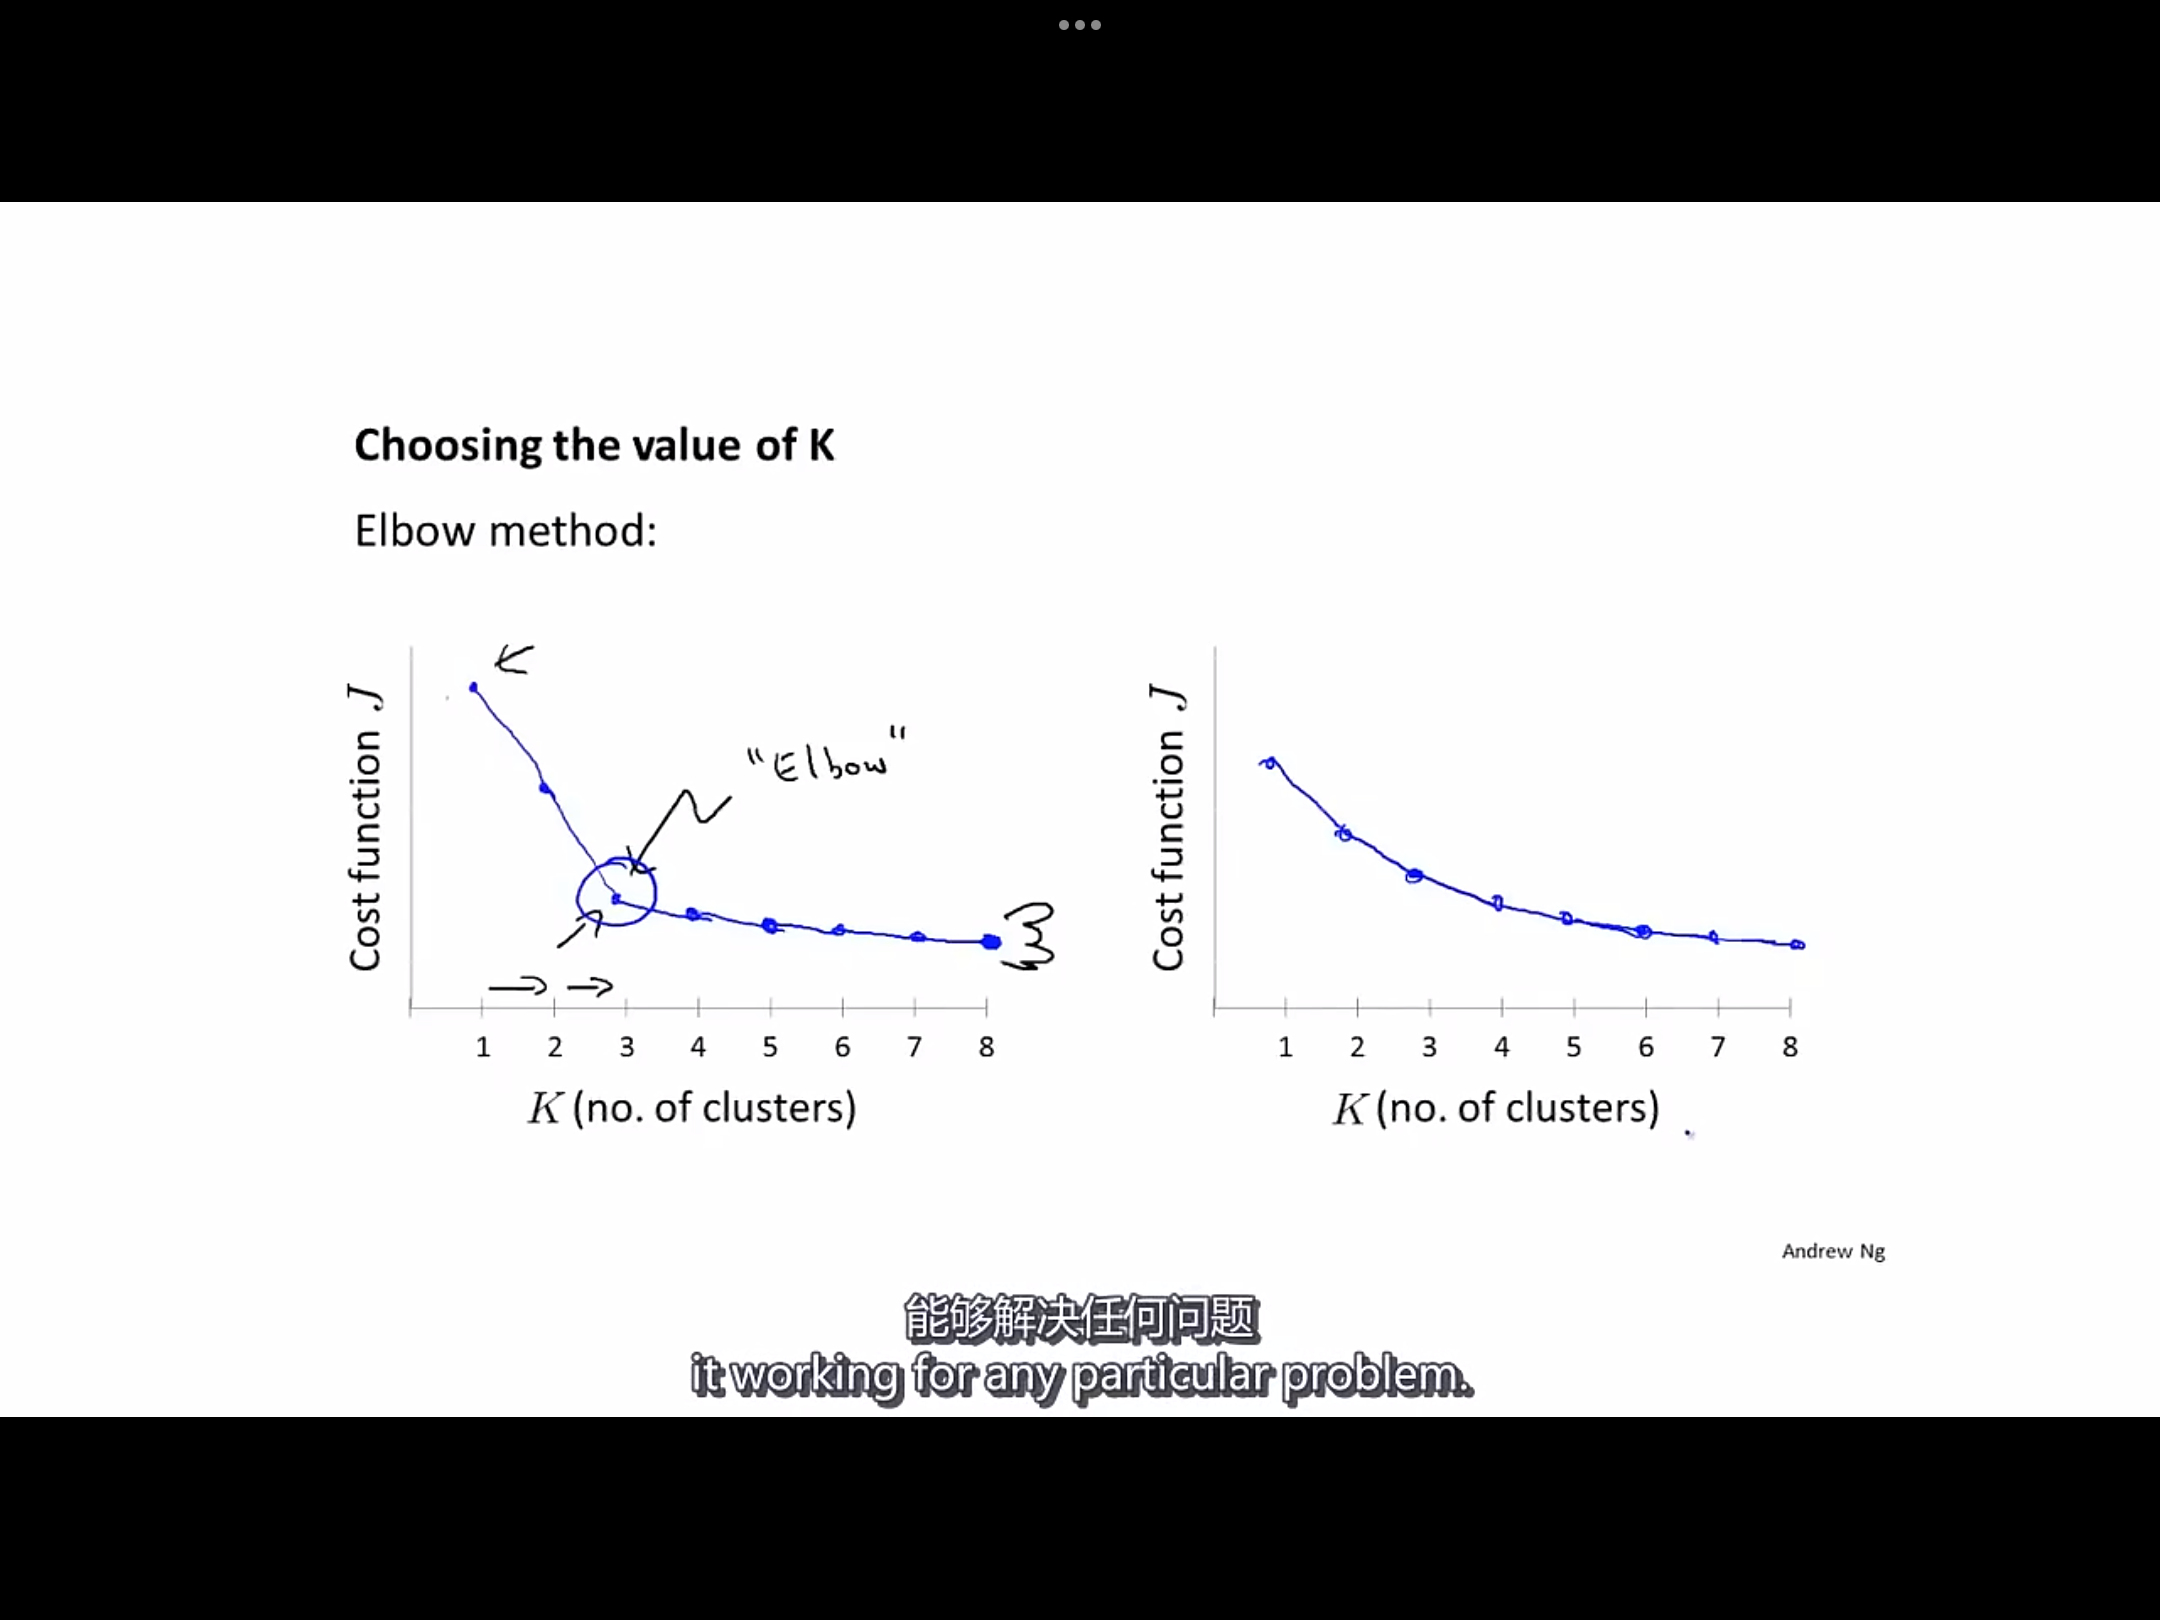 Choosing the value of K
Elbow method:
Cost function J
"Elbow"
1 2 3 4 5 6 7 8
K (no. of clusters)
Cost function J
1 2 3 4 5 6 7 8
K (no. of clusters)
Andrew Ng
能够解决任何问题
it working for any particular problem.